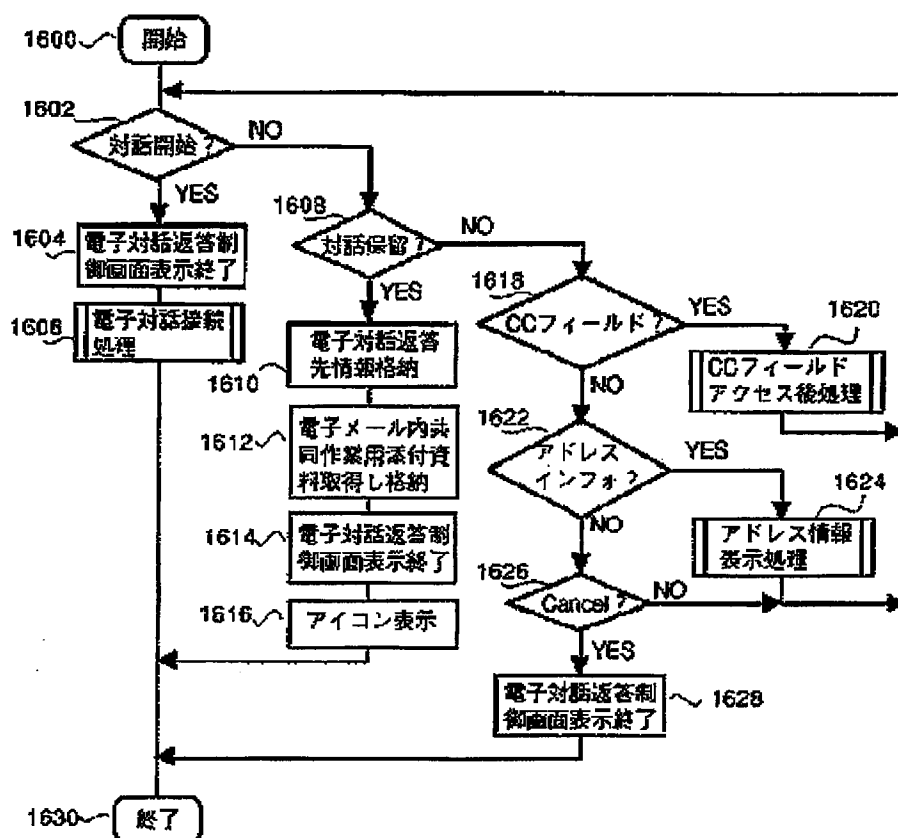 1600
開始
1602
対話開始?
NO
YES
1604
電子対話返答制
御画面表示終了
1606
電子対話接続
処理
1608
対話保留?
NO
YES
1610
電子対話返答
先情報格納
1612
電子メール内共
同作業用添付資
料取得し格納
1614
電子対話返答制
御画面表示終了
1616
アイコン表示
1618
CCフィールド?
YES
NO
1620
CCフィールド
アクセス後処理
1622
アドレス
インフォ?
YES
NO
1624
アドレス情報
表示処理
1626
Cancel?
NO
YES
電子対話返答制
御画面表示終了
1628
1630
終了